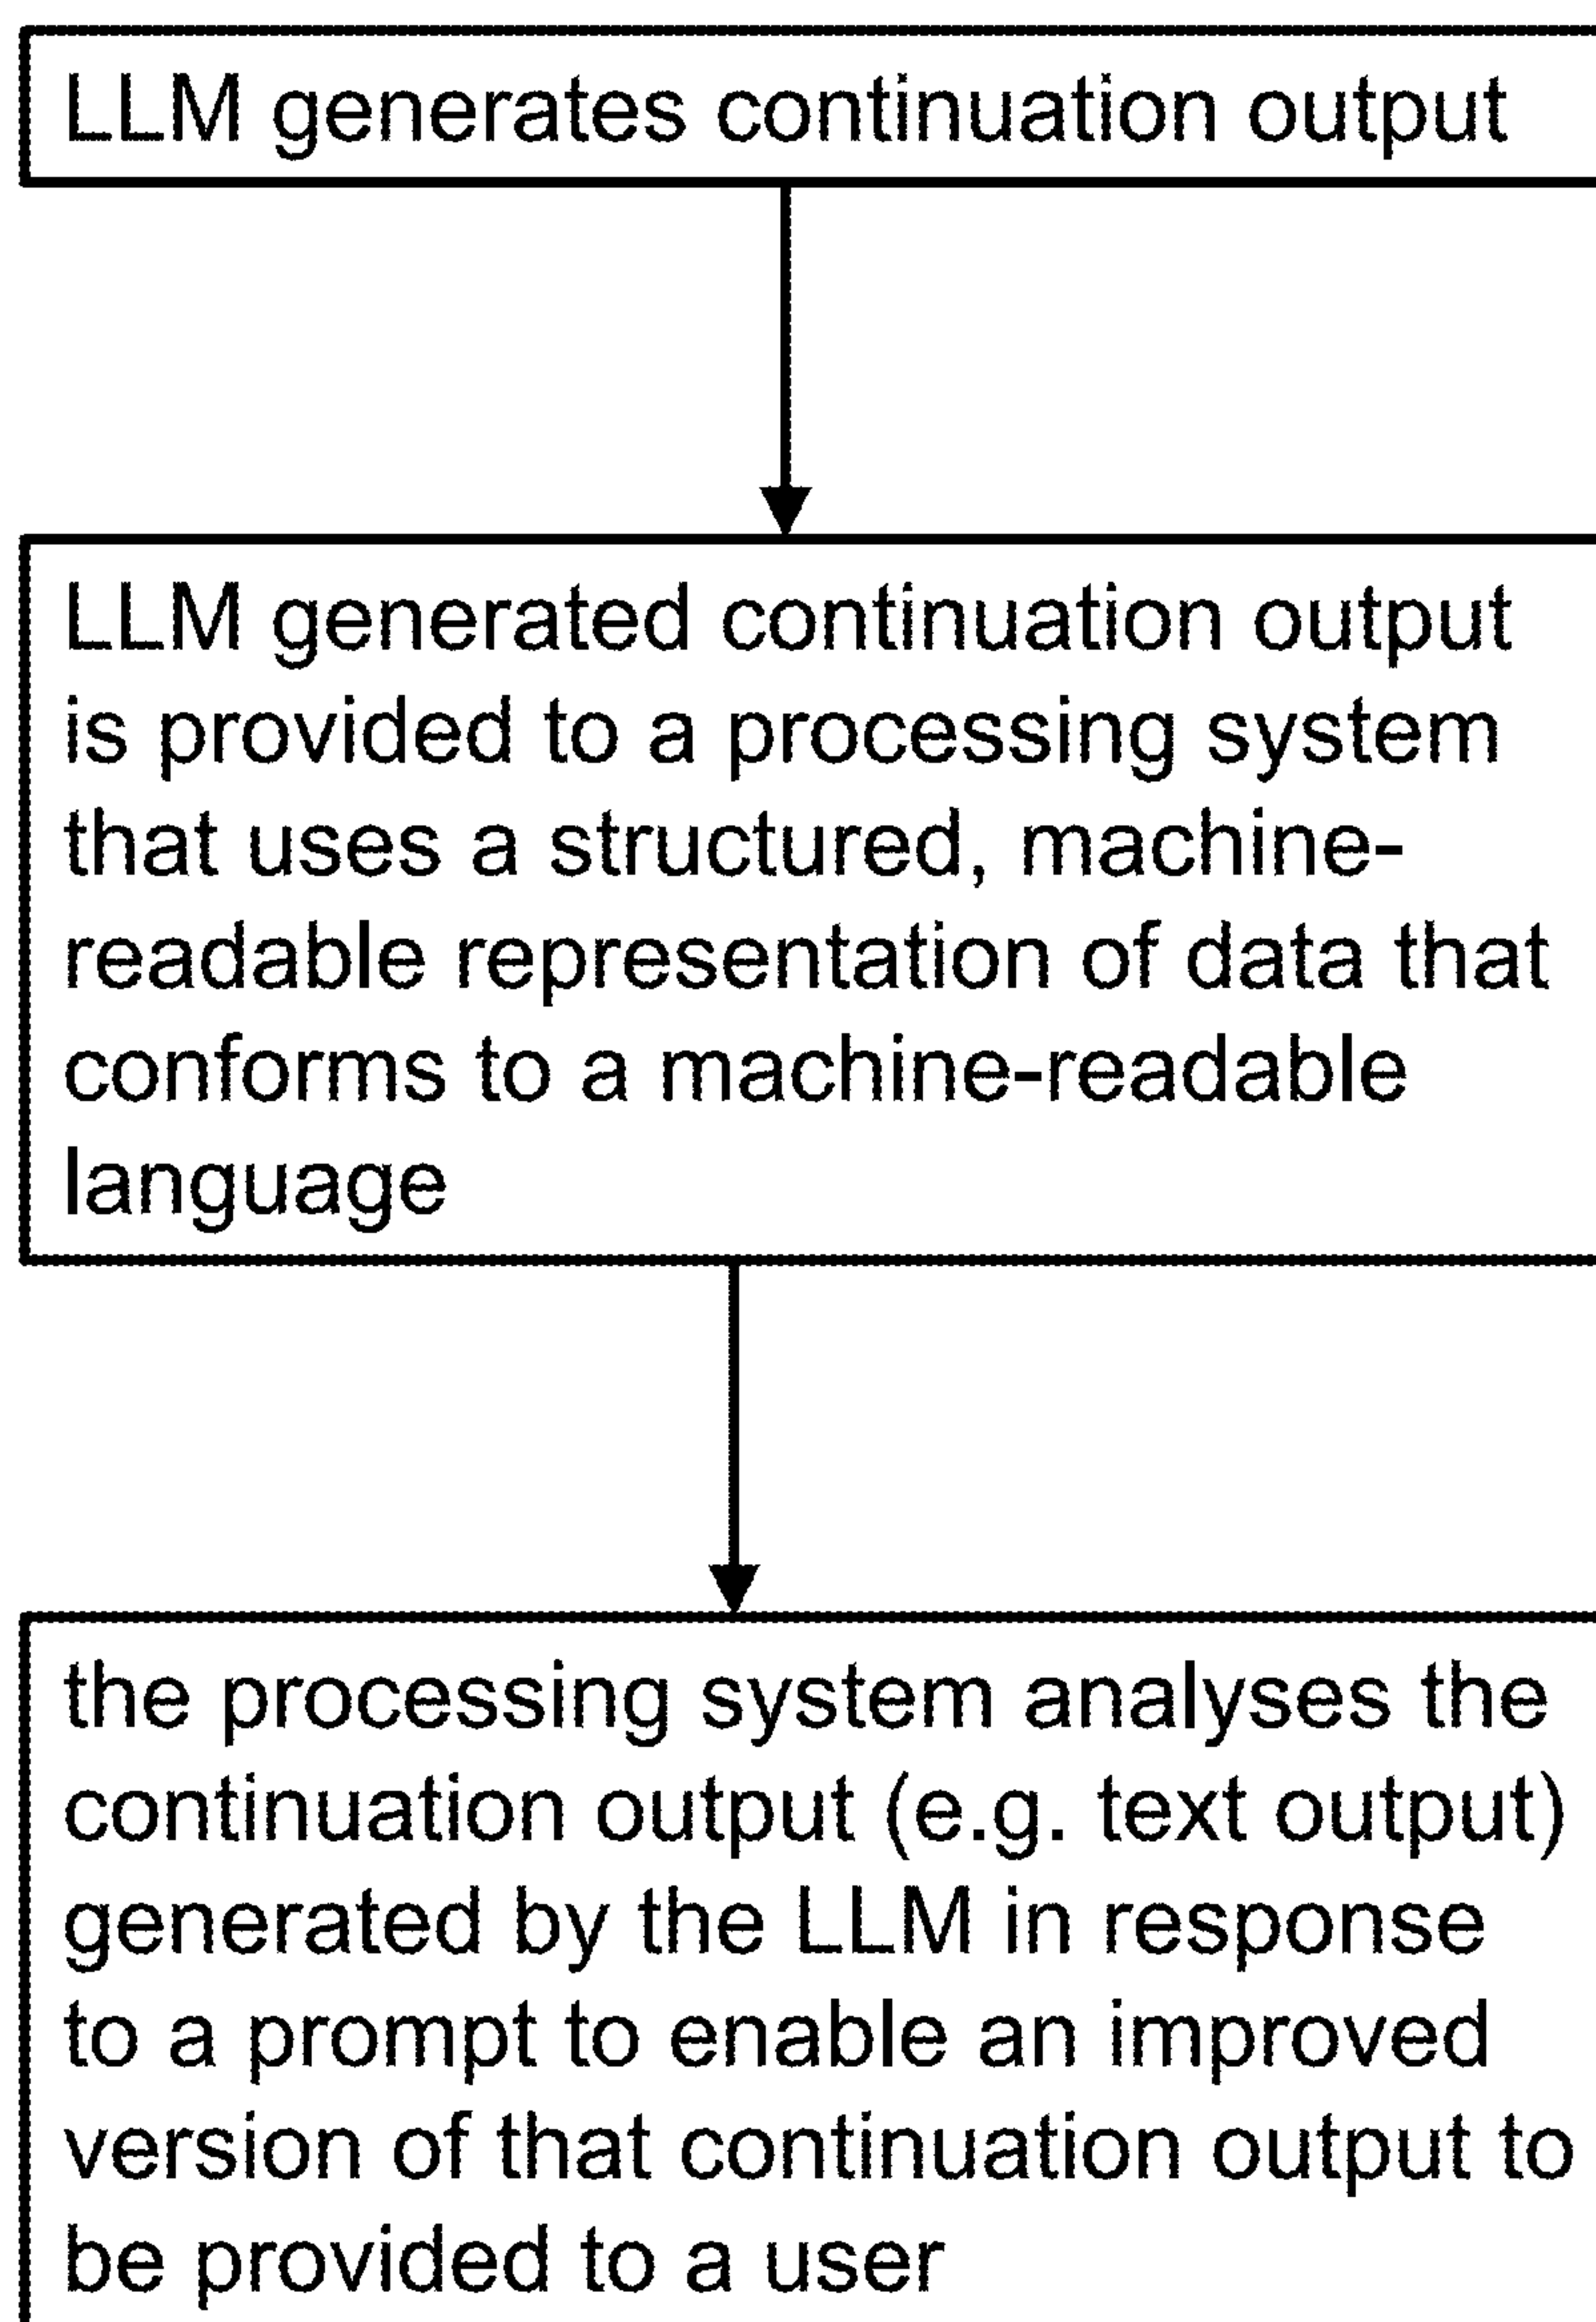 LLM generates continuation output
LLM generated continuation output
is provided to a processing system
that uses a structured, machine-
readable representation of data that
conforms to a machine-readable
language
the processing system analyses the
continuation output (e.g. text output)
generated by the LLM in response
to a prompt to enable an improved
version of that continuation output to
be provided to a user